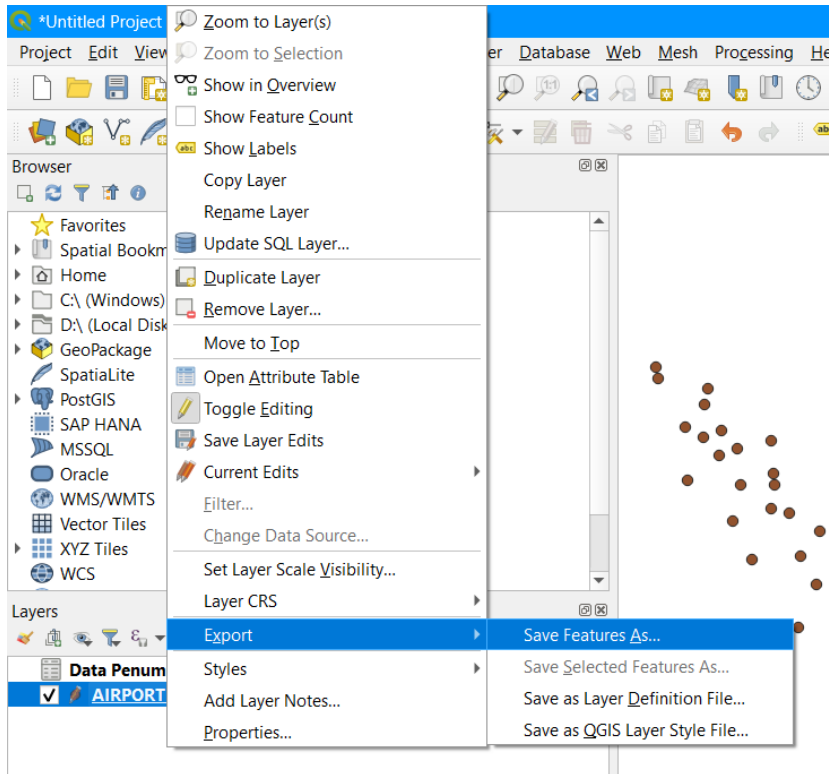 *Untitled Project
Project Edit View
er Database Web Mesh Processing He
Browser
Favorites
Spatial Bookm
Home
C:\ (Windows)
D:\ (Local Disk
GeoPackage
SpatiaLite
PostGIS
SAP HANA
MSSQL
Oracle
WMS/WMTS
Vector Tiles
XYZ Tiles
WCS
Layers
Data Penum
AIRPORT
Zoom to Layer(s)
Zoom to Selection
Show in Overview
Show Feature Count
abc Show Labels
Copy Layer
Rename Layer
Update SQL Layer...
Duplicate Layer
Remove Layer...
Move to Top
Open Attribute Table
Toggle Editing
Save Layer Edits
Current Edits
Filter...
Change Data Source...
Set Layer Scale Visibility...
Layer CRS
Export
Styles
Add Layer Notes...
Properties...
Save Features As...
Save Selected Features As...
Save as Layer Definition File...
Save as QGIS Layer Style File...
1:1
ab